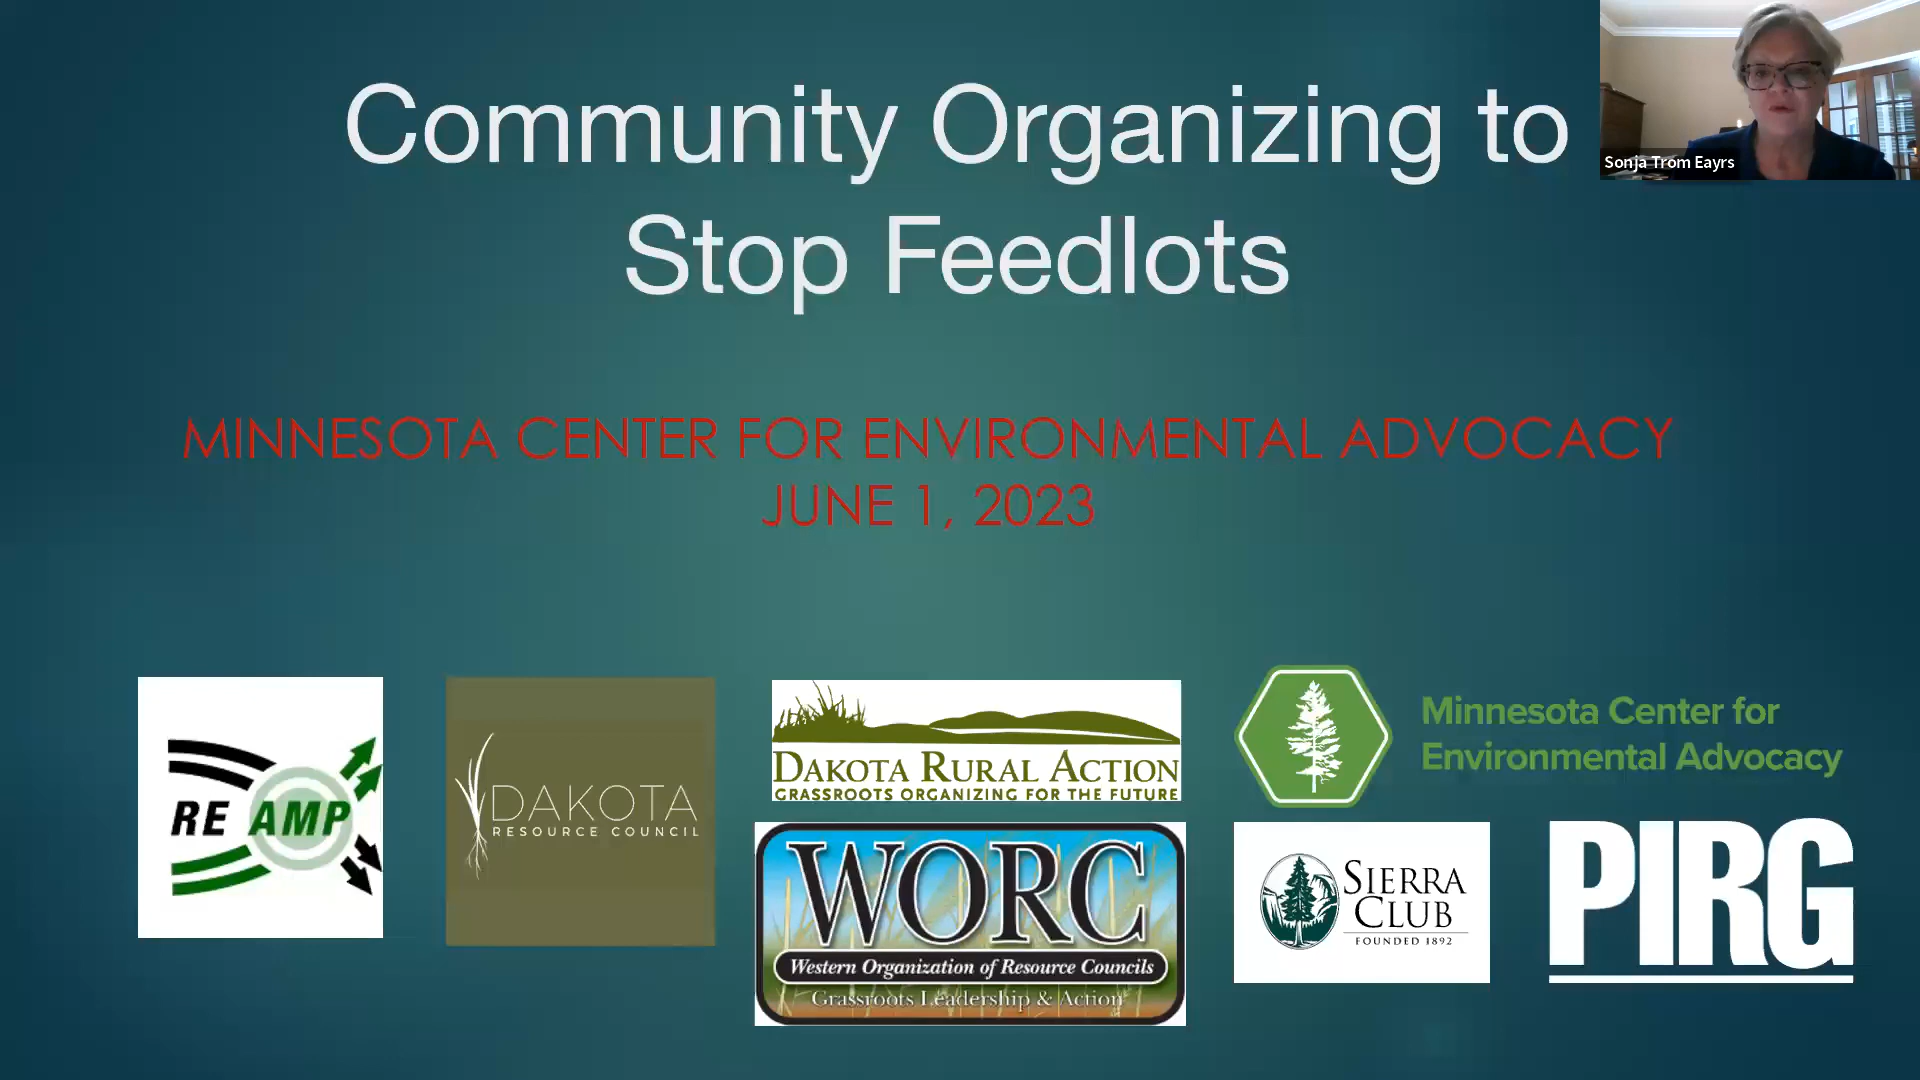 Community Organizing to
Stop Feedlots
Sonja Trom Eayrs
MINNESOTA CENTER FOR ENVIRONMENTAL ADVOCACY
JUNE 1, 2023
RE AMP
DAKOTA
RESOURCE COUNCIL
DAKOTA RURAL ACTION
GRASSROOTS ORGANIZING FOR THE FUTURE
WORC
Western Organization of Resource Councils
Grassroots Leadership & Action
Minnesota Center for
Environmental Advocacy
SIERRA
CLUB
FOUNDED 1892
PIRG